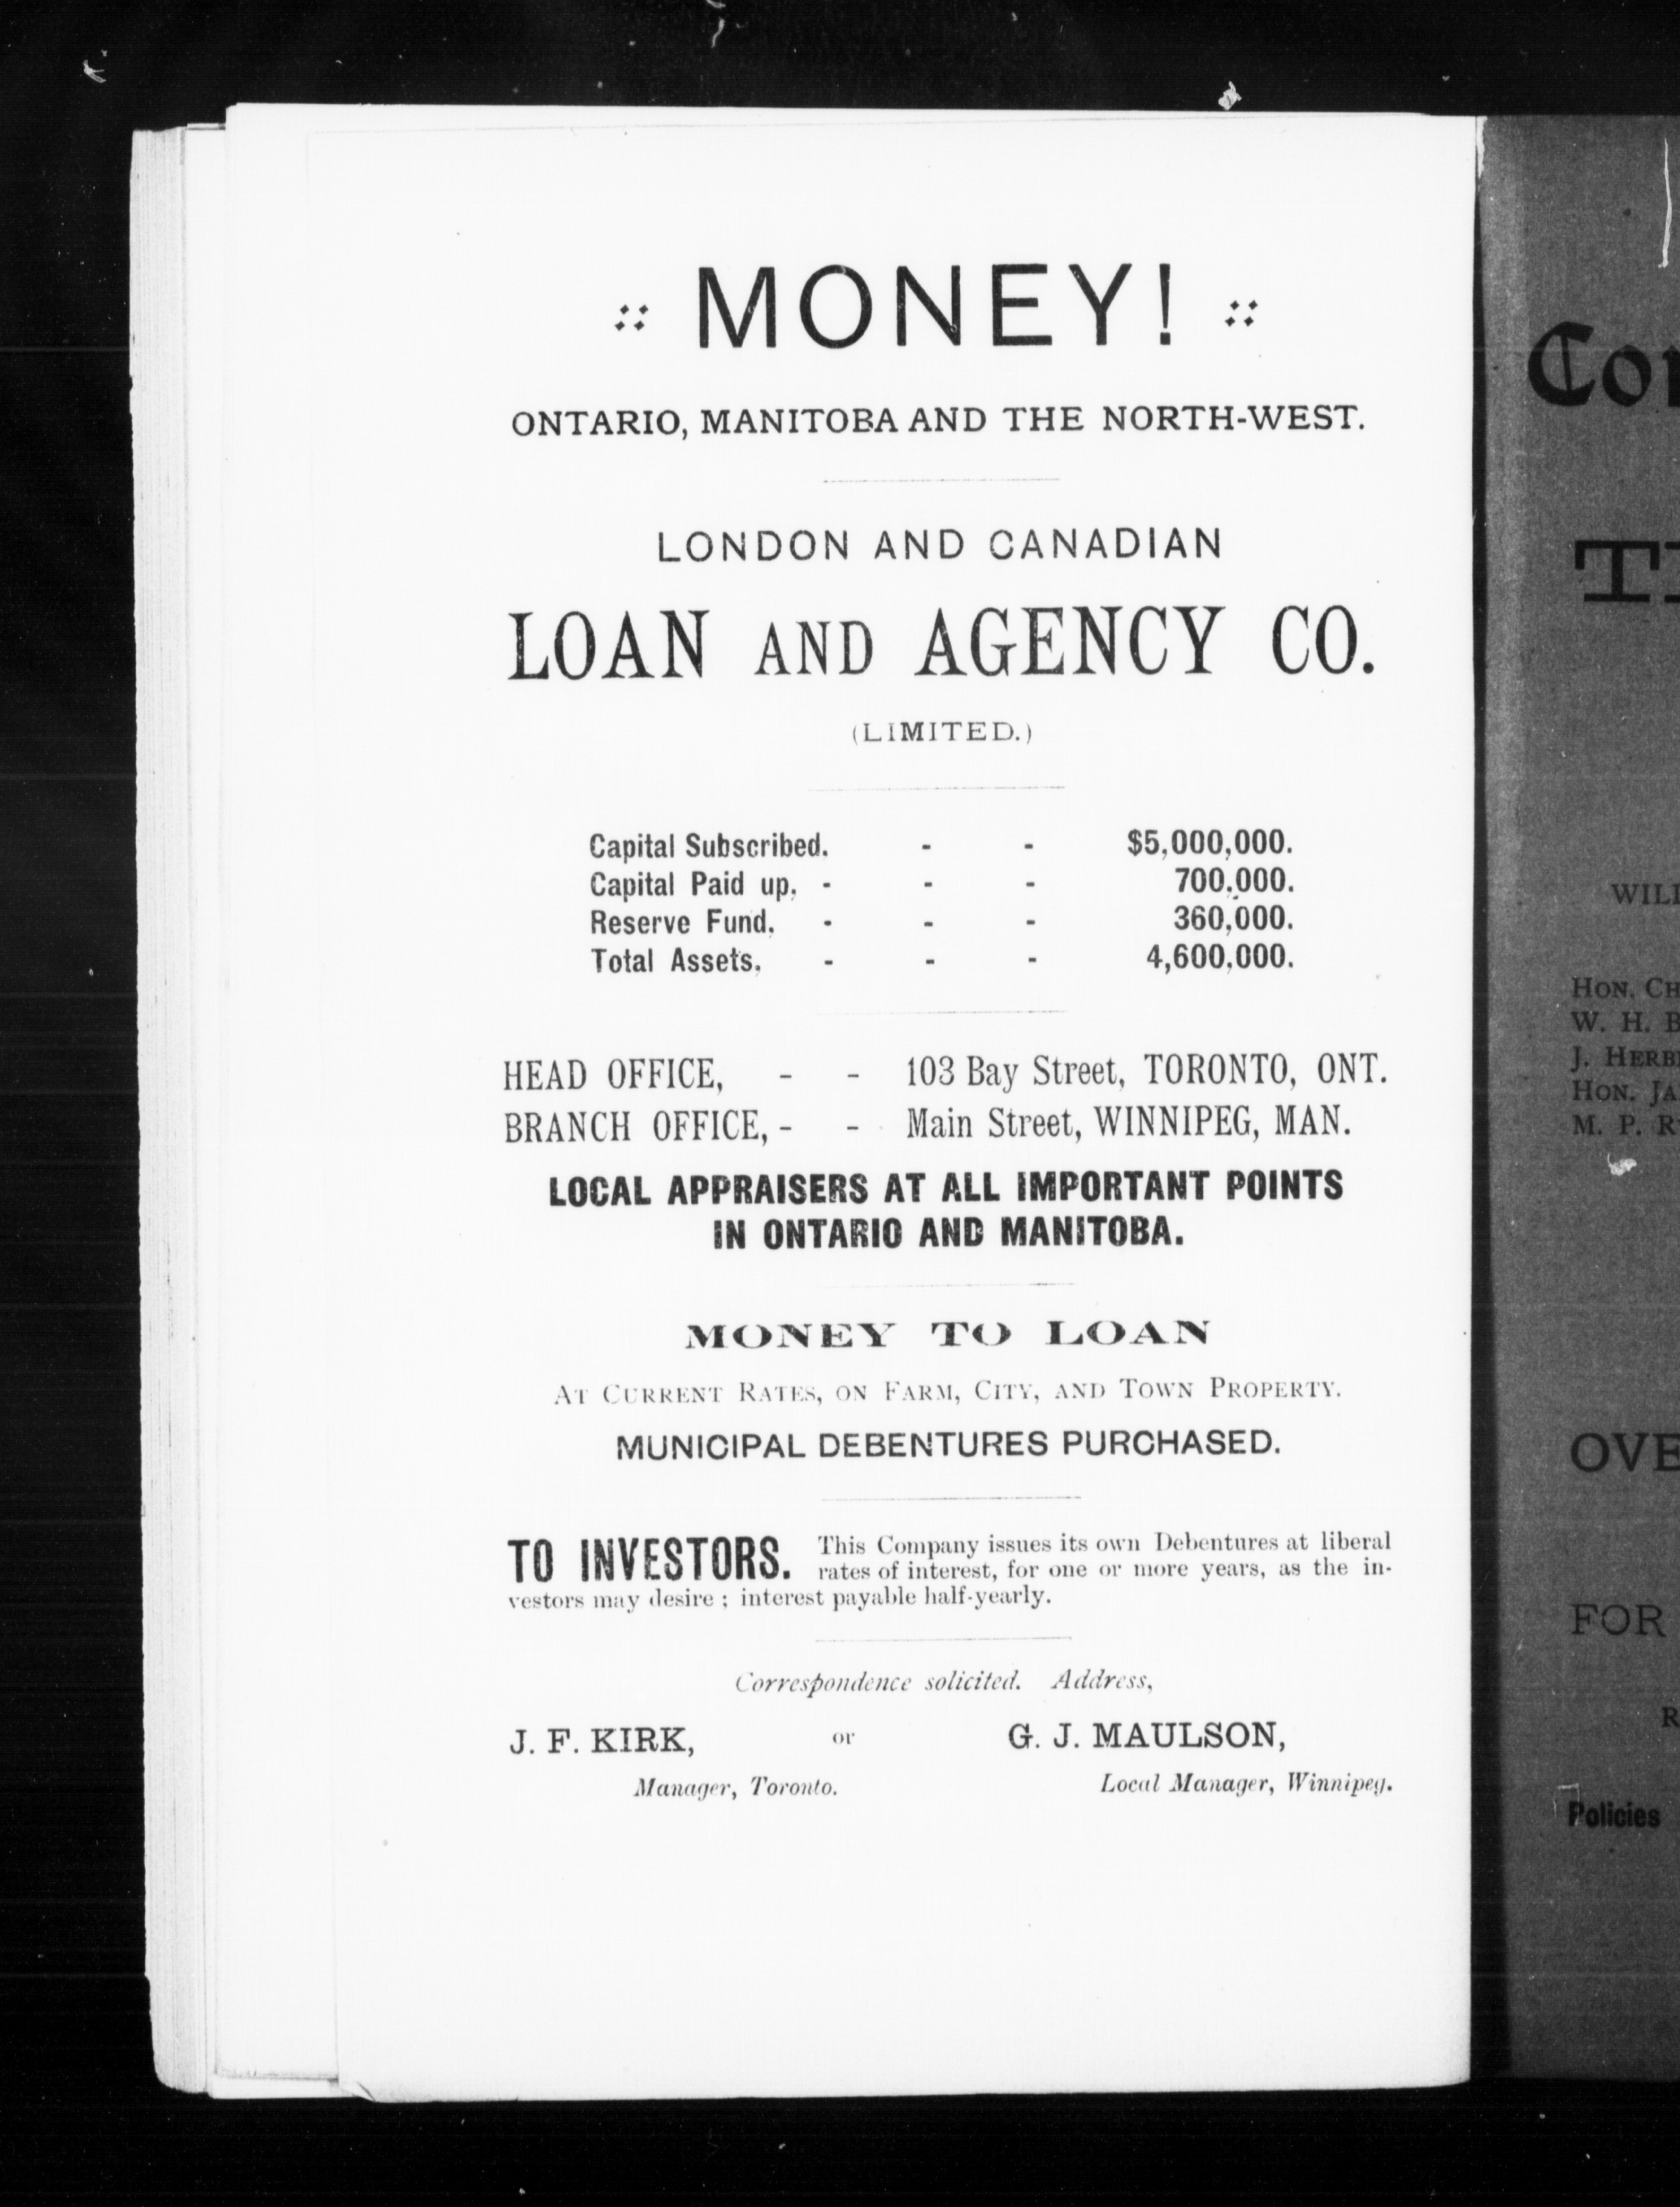 MONEY!
ONTARIO, MANITOBA AND THE NORTH-WEST.
LONDON AND CANADIAN
LOAN AND AGENCY CO.
(LIMITED.)
Capital Subscribed. - - $5,000,000.
Capital Paid up, - - - 700,000.
Reserve Fund, - - - 360,000.
Total Assets, - - - 4,600,000.
HEAD OFFICE, - - 103 Bay Street, TORONTO, ONT.
BRANCH OFFICE, - - Main Street, WINNIPEG, MAN.
LOCAL APPRAISERS AT ALL IMPORTANT POINTS
IN ONTARIO AND MANITOBA.
MONEY TO LOAN
AT CURRENT RATES, ON FARM, CITY, AND TOWN PROPERTY.
MUNICIPAL DEBENTURES PURCHASED.
TO INVESTORS. This Company issues its own Debentures at liberal
rates of interest, for one or more years, as the in-
vestors may desire ; interest payable half-yearly.
Correspondence solicited. Address,
J. F. KIRK, or G. J. MAULSON,
Manager, Toronto. Local Manager, Winnipeg.
HON.
W. H.
HON.
M. P.
FOR
Policies